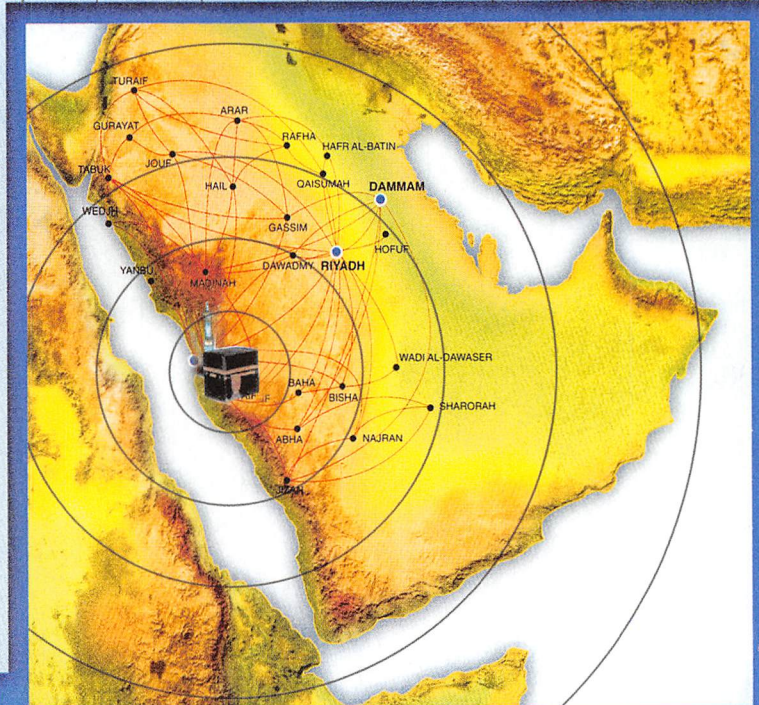 TURAIF
ARAR
GURAYAT
RAFHA
HAFR AL-BATIN
JOUF
TABUK
QAISUMAH
HAIL
DAMMAM
WEDJH
GASSIM
HOFUF
RIYADH
DAWADMY
YANBU
MADINAH
WADI AL-DAWASER
BAHA
BISHA
SHARORAH
ABHA
NAJRAN
JIZAN